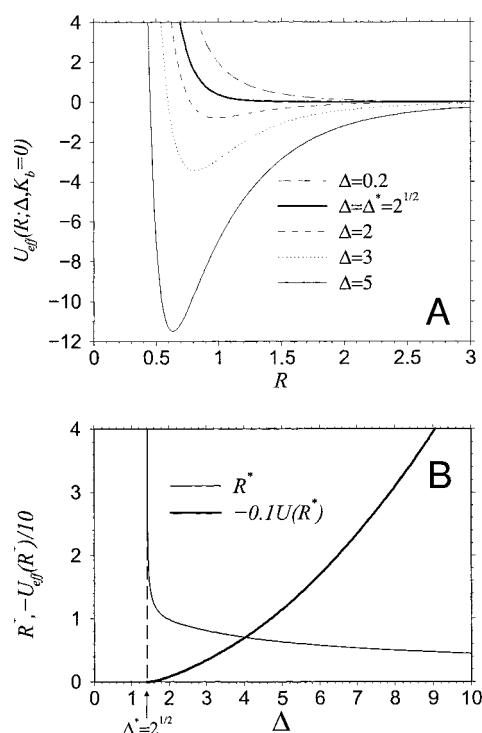 4
2
0
-2
-4
-6
-8
-10
-12
U_eff(R;Δ,K_b=0)
Δ=0.2
Δ=Δ*=2^1/2
Δ=2
Δ=3
Δ=5
A
0 0.5 1 1.5 2 2.5 3
R
4
3
2
1
0
R*, -U_eff(R*)/10
R*
-0.1U(R*)
B
0 1 2 3 4 5 6 7 8 9 10
Δ*=2^1/2
Δ